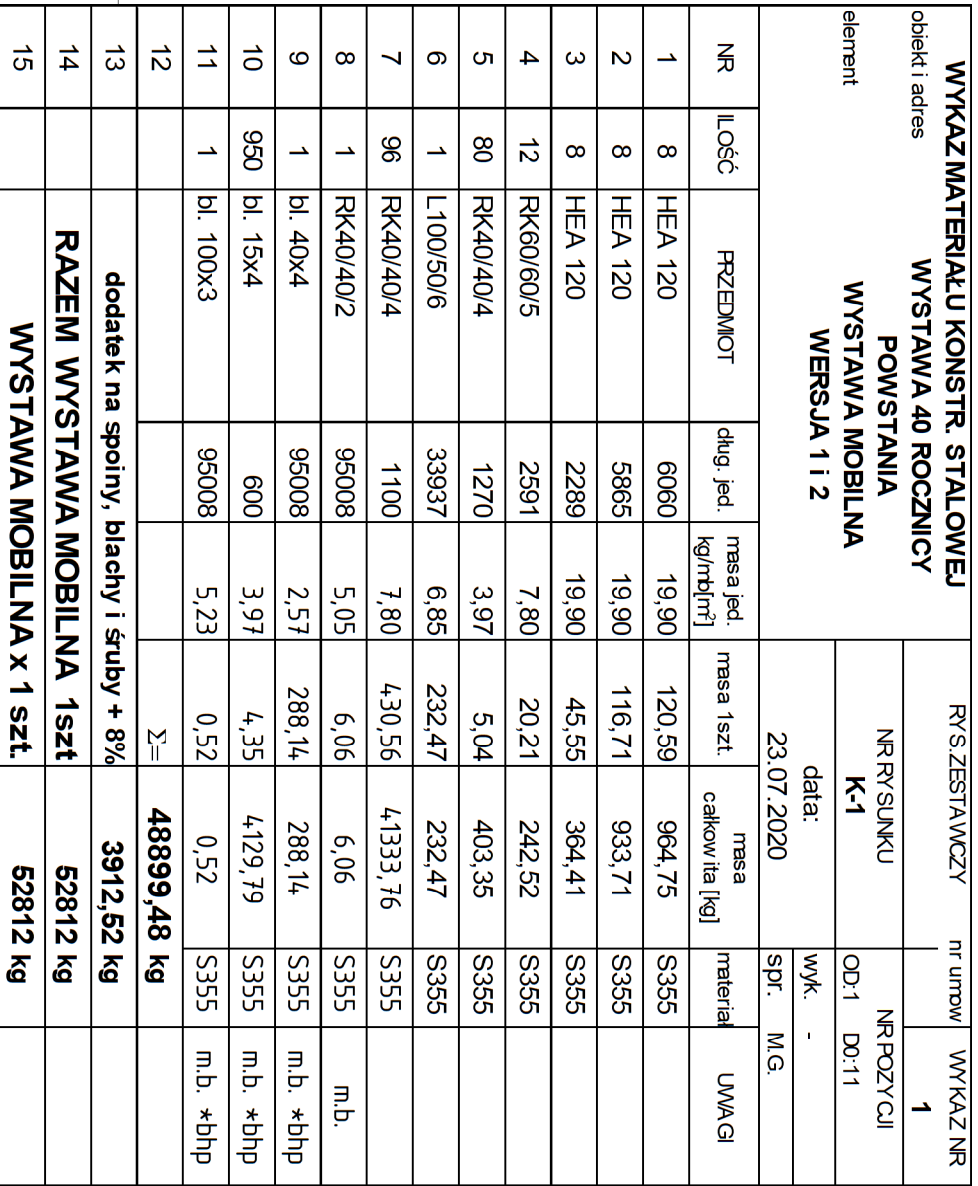 WYKAZ MATERIAŁU KONSTR. STALOWEJ RYS.ZESTAWCZY nr umow WYKAZ NR
obiekt i adres WYSTAWA 40 ROCZNICY 1
POWSTANIA NR RYSUNKU NR POZYCJI
element WYSTAWA MOBILNA K-1 OD:1 D0:11
WERSJA 1 i 2 data: wyk. -
23.07.2020 spr. M.G.
NR ILOŚĆ PRZEDMIOT dług. jed. masa jed. kg/mb[m²] masa 1szt. masa całkow ita [kg] materiał UWAGI
1 8 HEA 120 6060 19,90 120,59 964,75 S355
2 8 HEA 120 5865 19,90 116,71 933,71 S355
3 8 HEA 120 2289 19,90 45,55 364,41 S355
4 12 RK60/60/5 2591 7,80 20,21 242,52 S355
5 80 RK40/40/4 1270 3,97 5,04 403,35 S355
6 1 L100/50/6 33937 6,85 232,47 232,47 S355
7 96 RK40/40/4 1100 7,80 430,56 41333,76 S355
8 1 RK40/40/2 95008 5,05 6,06 6,06 S355 m.b.
9 1 bl. 40x4 95008 2,57 288,14 288,14 S355 m.b. *bhp
10 950 bl. 15x4 600 3,97 4,35 4129,79 S355 m.b. *bhp
11 1 bl. 100x3 95008 5,23 0,52 0,52 S355 m.b. *bhp
12 Σ= 48899,48 kg
13 dodatek na spoiny, blachy i śruby + 8% 3912,52 kg
14 RAZEM WYSTAWA MOBILNA 1szt 52812 kg
15 WYSTAWA MOBILNA x 1 szt. 52812 kg